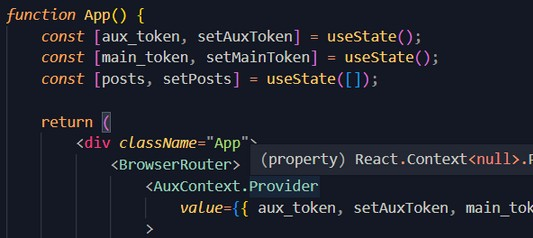 function App() {
const [aux_token, setAuxToken] = useState();
const [main_token, setMainToken] = useState();
const [posts, setPosts] = useState([]);
return (
<div className="App">
<BrowserRouter> (property) React.Context<null>.P
<AuxContext.Provider
value={{ aux_token, setAuxToken, main_tok
>